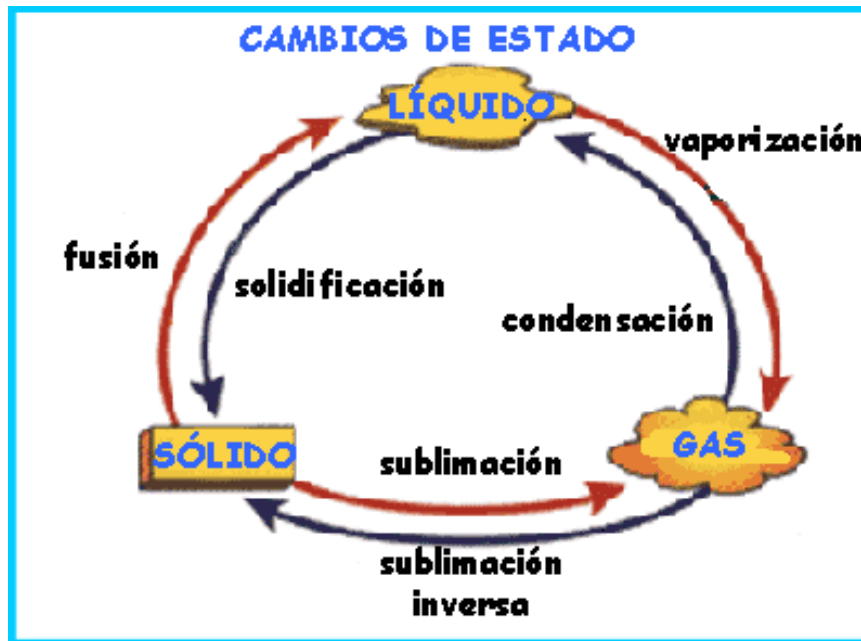 CAMBIOS DE ESTADO
LÍQUIDO
vaporización
fusión
solidificación
condensación
SÓLIDO
GAS
sublimación
sublimación
inversa